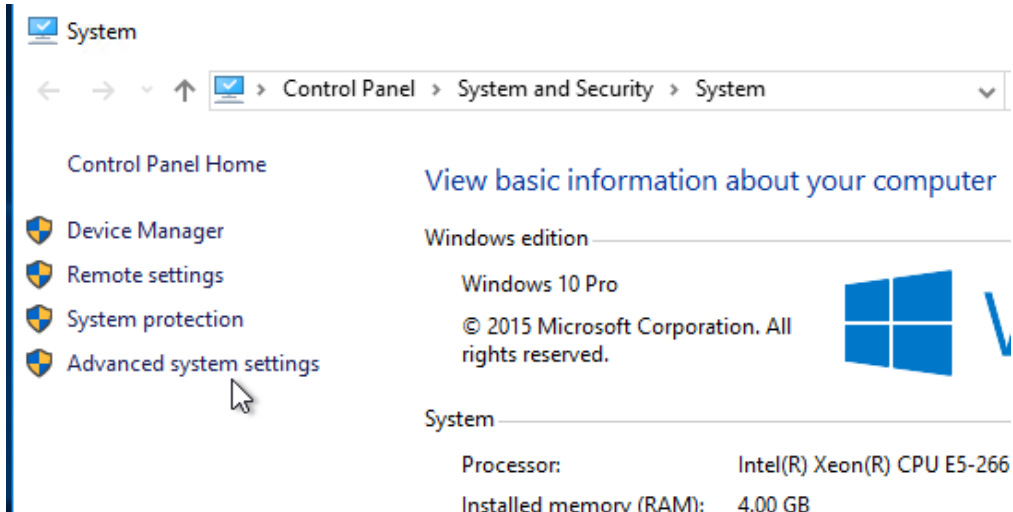 System
Control Panel > System and Security > System
Control Panel Home
View basic information about your computer
Device Manager
Windows edition
Remote settings
Windows 10 Pro
System protection
© 2015 Microsoft Corporation. All
rights reserved.
Advanced system settings
System
Processor: Intel(R) Xeon(R) CPU E5-266
Installed memory (RAM): 4.00 GB